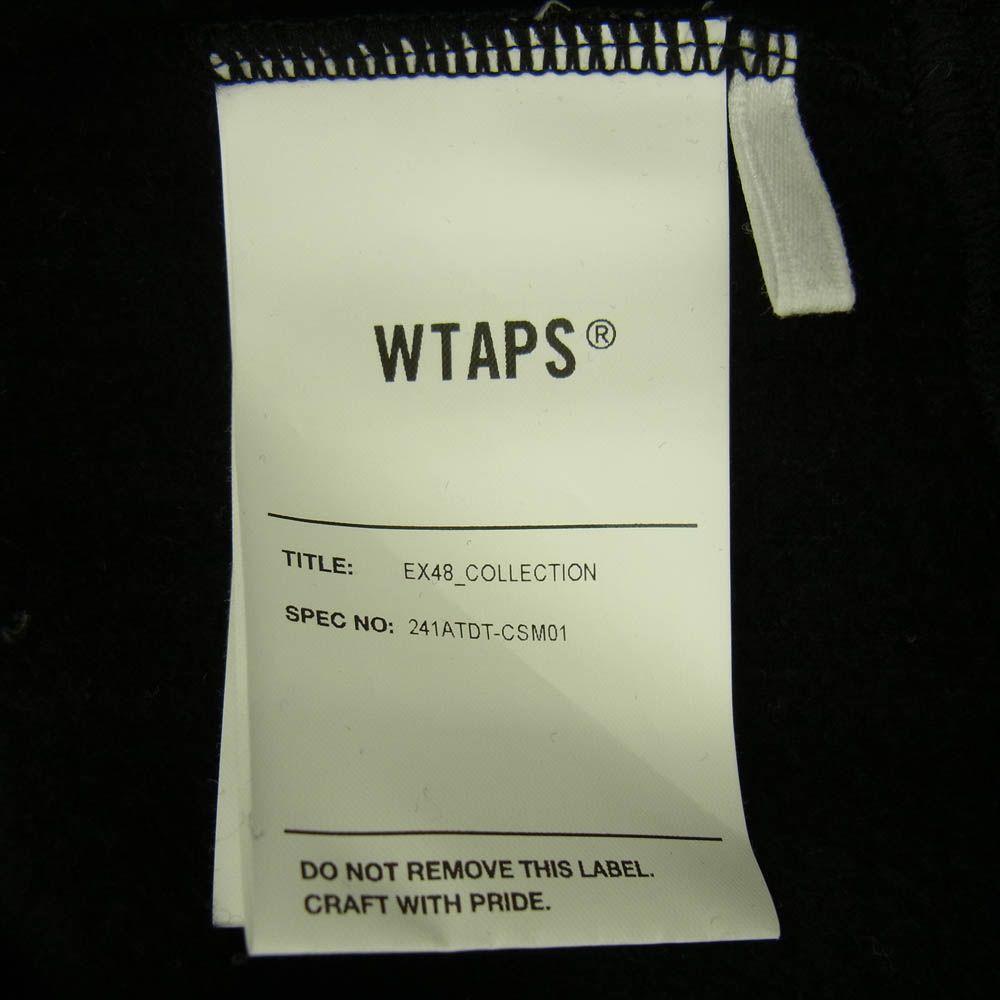 WTAPS®
TITLE: EX48_COLLECTION
SPEC NO: 241ATDT-CSM01
DO NOT REMOVE THIS LABEL.
CRAFT WITH PRIDE.